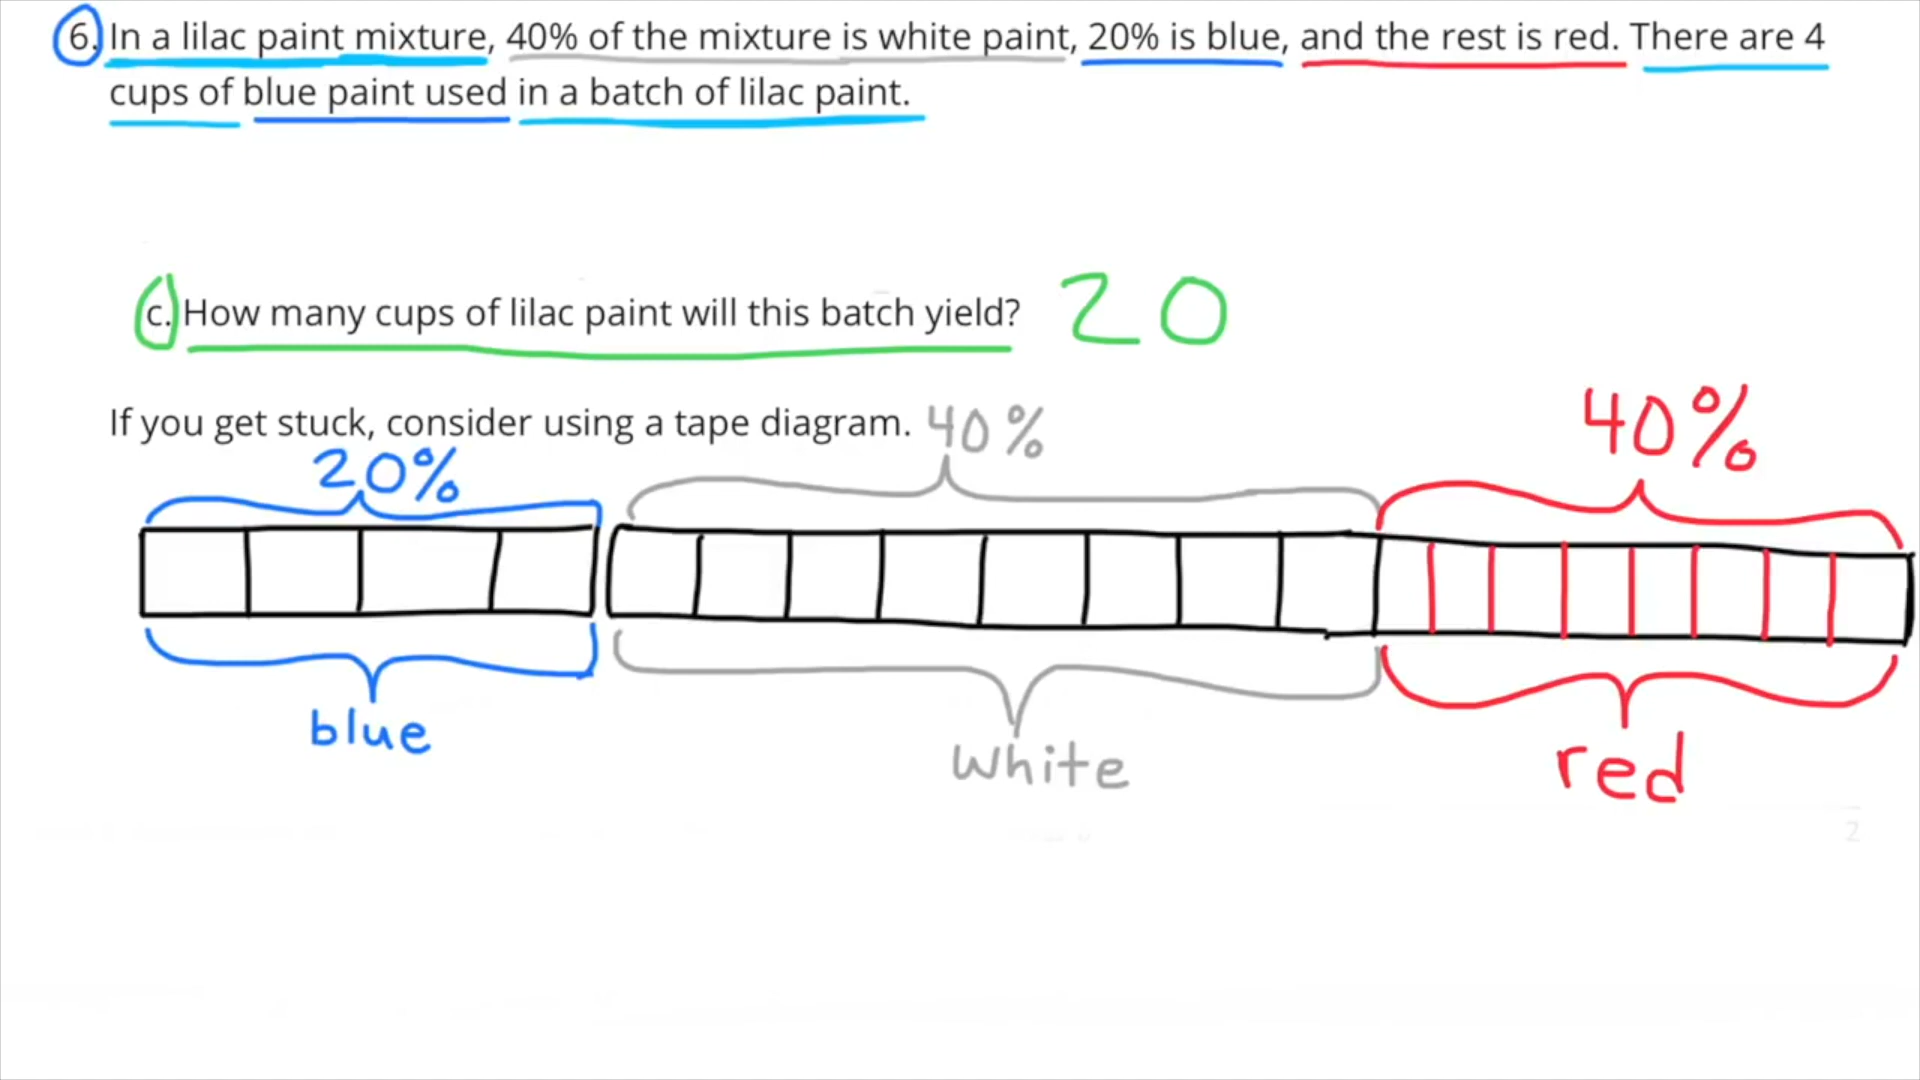 6. In a lilac paint mixture, 40% of the mixture is white paint, 20% is blue, and the rest is red. There are 4
cups of blue paint used in a batch of lilac paint.
c. How many cups of lilac paint will this batch yield? 20
If you get stuck, consider using a tape diagram.
20% 40% 40%
blue white red
2